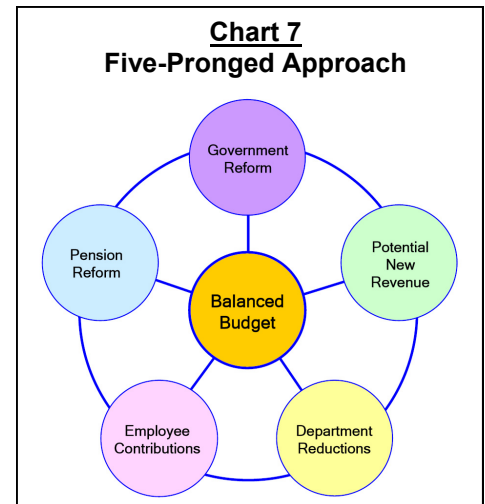 Chart 7
Five-Pronged Approach
Government
Reform
Potential
New
Revenue
Pension
Reform
Balanced
Budget
Employee
Contributions
Department
Reductions